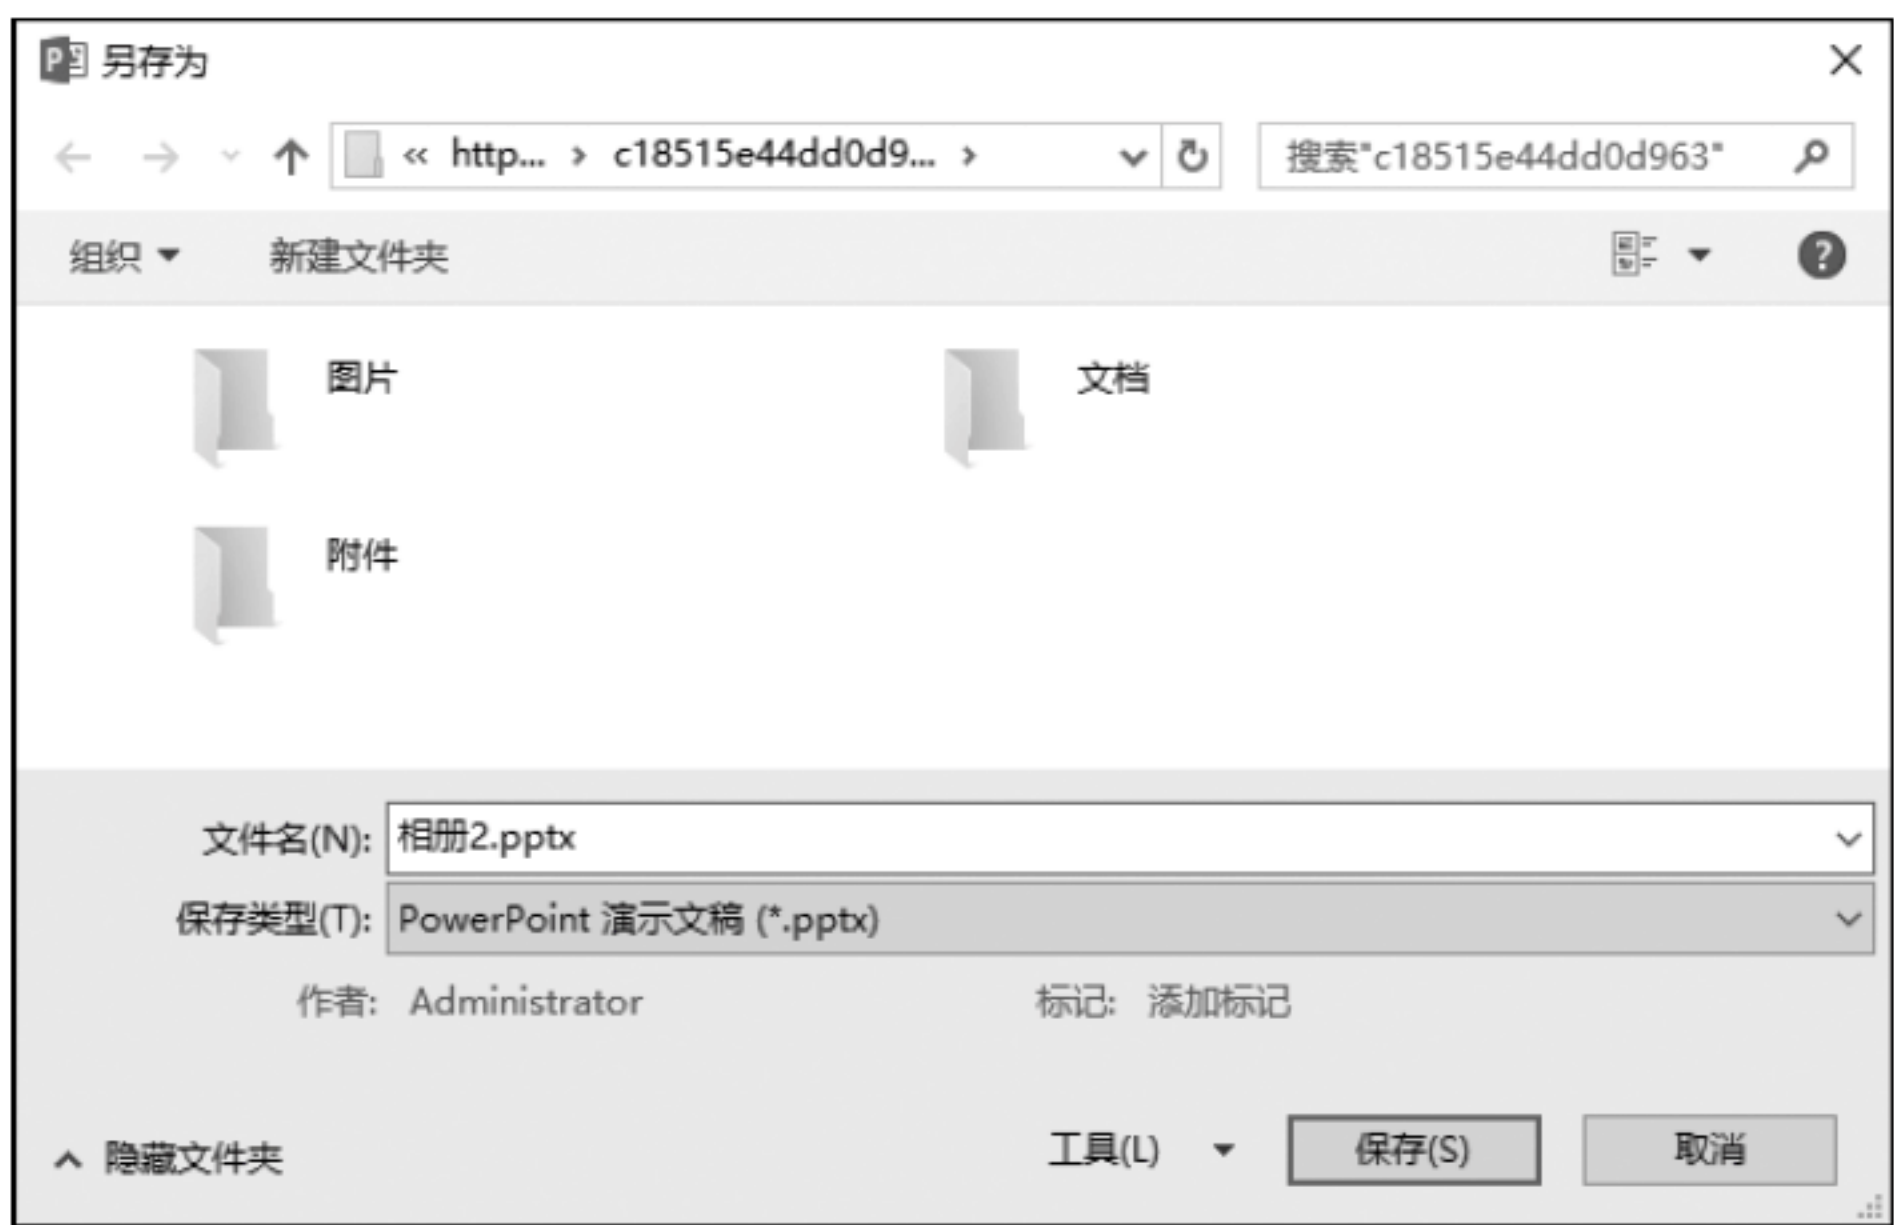 另存为
« http... › c18515e44dd0d9... ›
搜索"c18515e44dd0d963"
组织 新建文件夹
图片 文档
附件
文件名(N): 相册2.pptx
保存类型(T): PowerPoint 演示文稿 (*.pptx)
作者: Administrator 标记: 添加标记
隐藏文件夹 工具(L) 保存(S) 取消